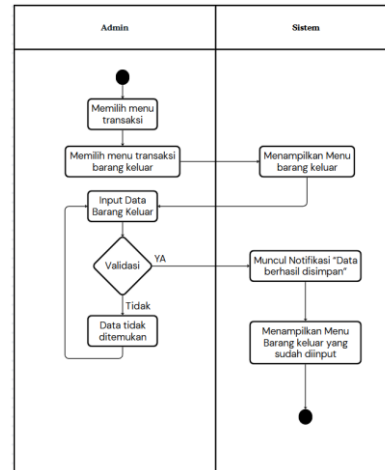 Admin
Sistem
Memilih menu
transaksi
Memilih menu transaksi
barang keluar
Menampilkan Menu
barang keluar
Input Data
Barang Keluar
Validasi
YA
Muncul Notifikasi “Data
berhasil disimpan”
Tidak
Data tidak
ditemukan
Menampilkan Menu
Barang keluar yang
sudah diinput